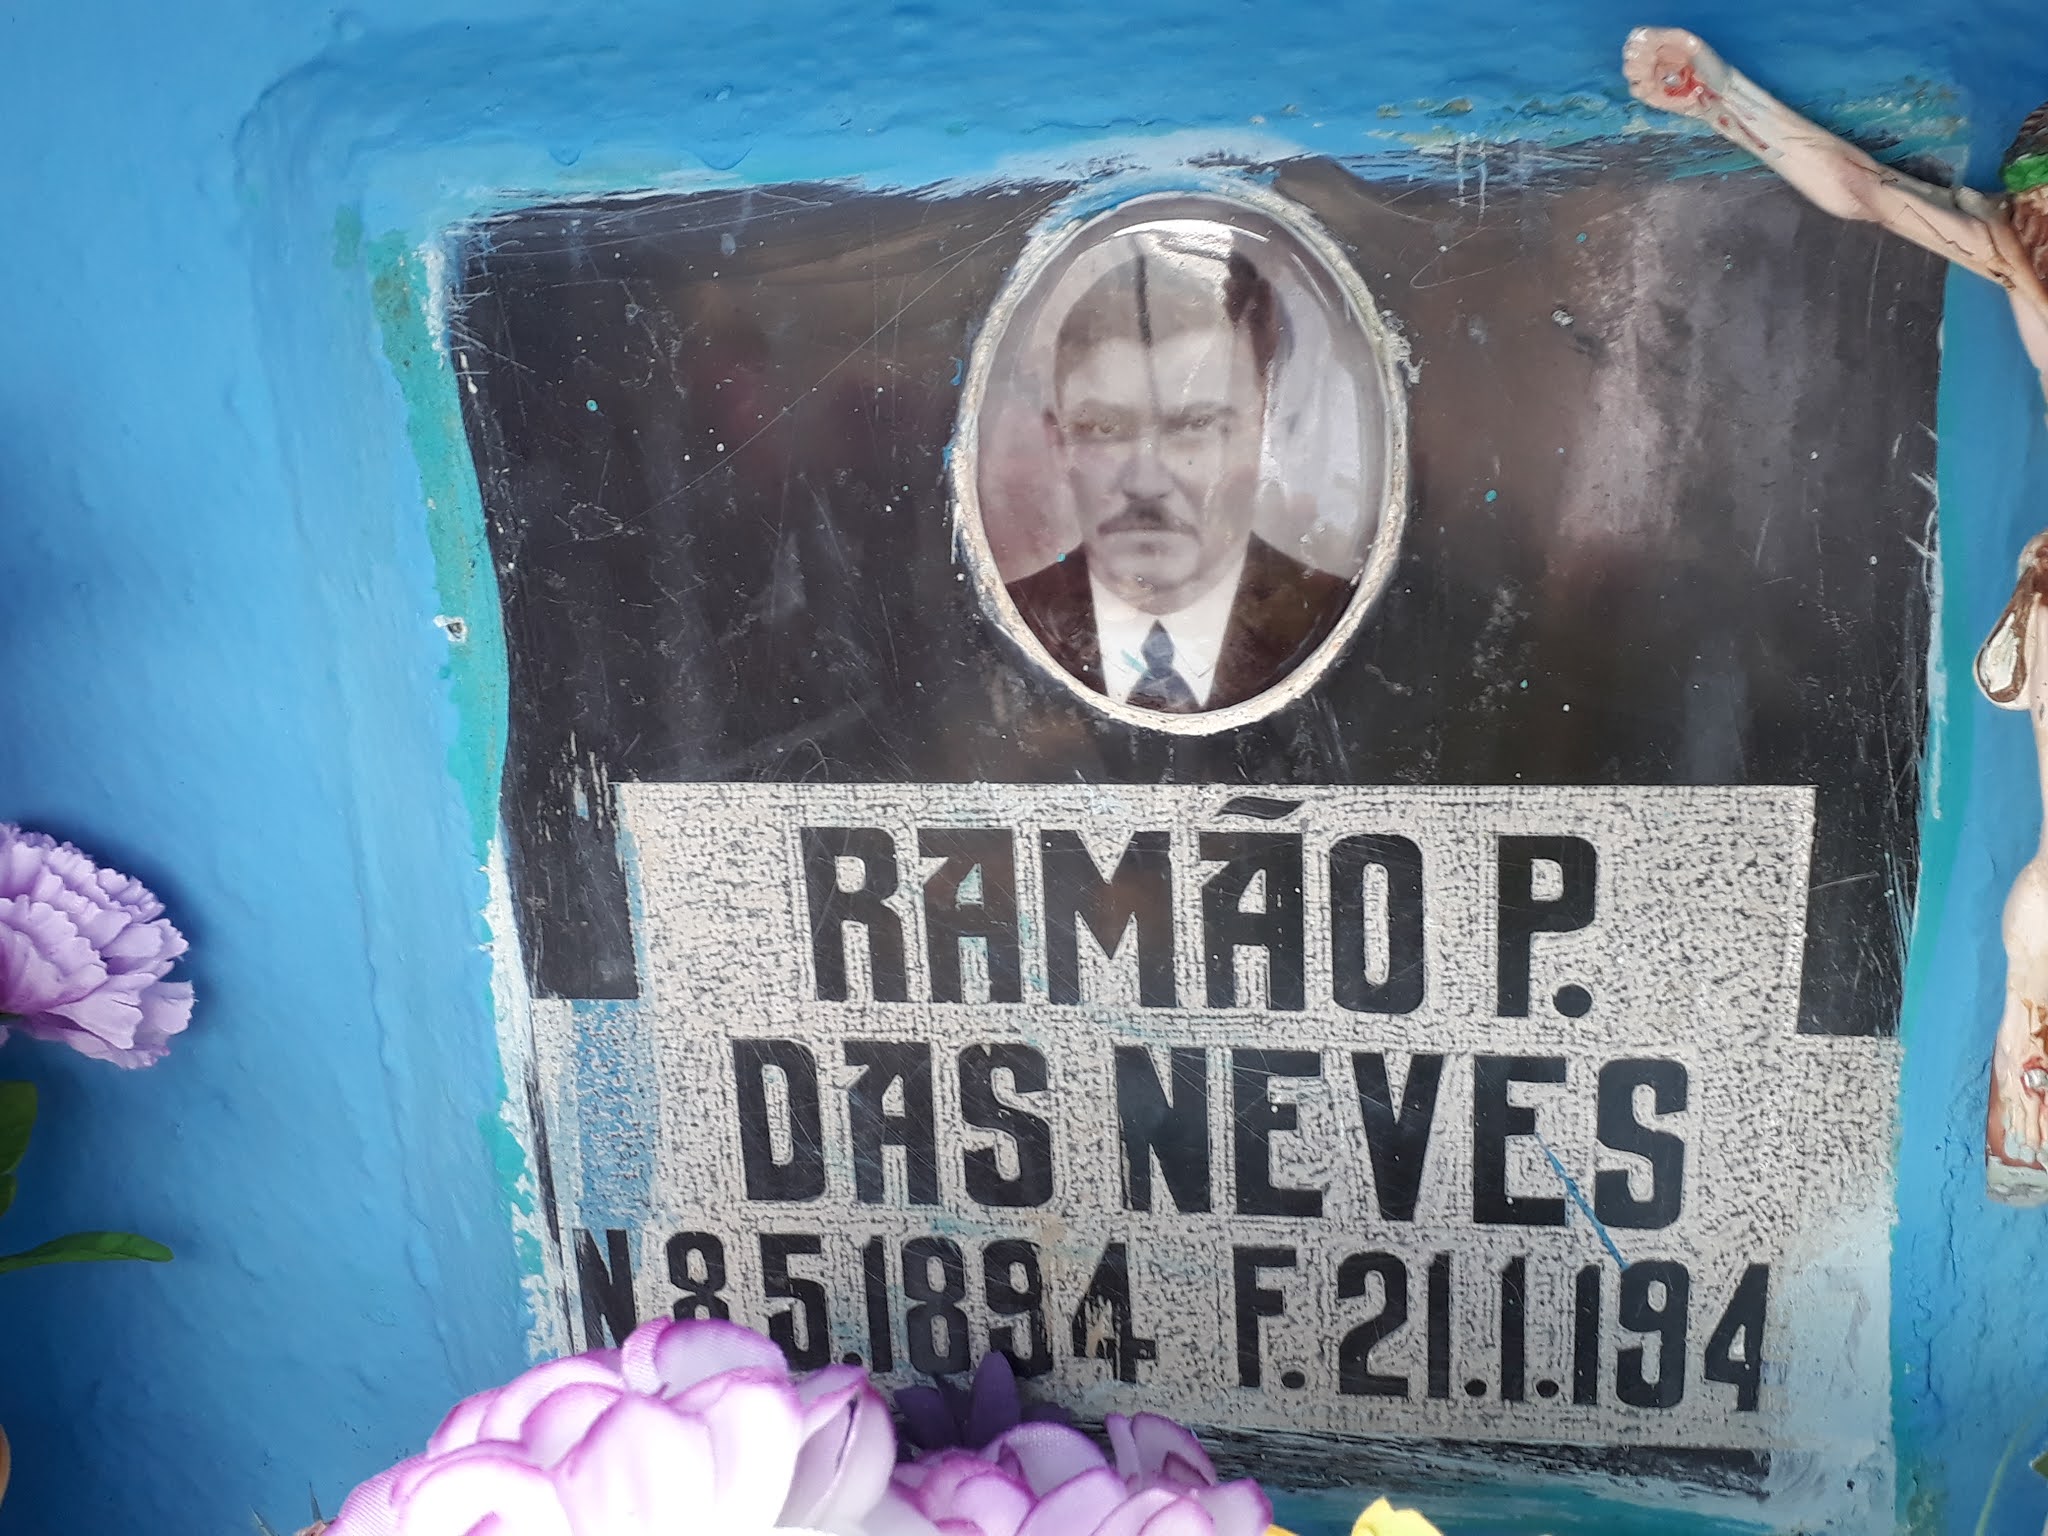 RAMÃO P.
DAS NEVES
N 8 5.1894 F. 21.1.194